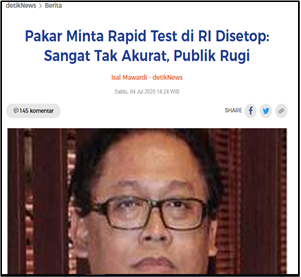 detikNews > Berita
Pakar Minta Rapid Test di RI Disetop:
Sangat Tak Akurat, Publik Rugi
Isal Mawardi - detikNews
Sabtu, 04 Jul 2020 14:24 WIB
145 komentar
SHARE